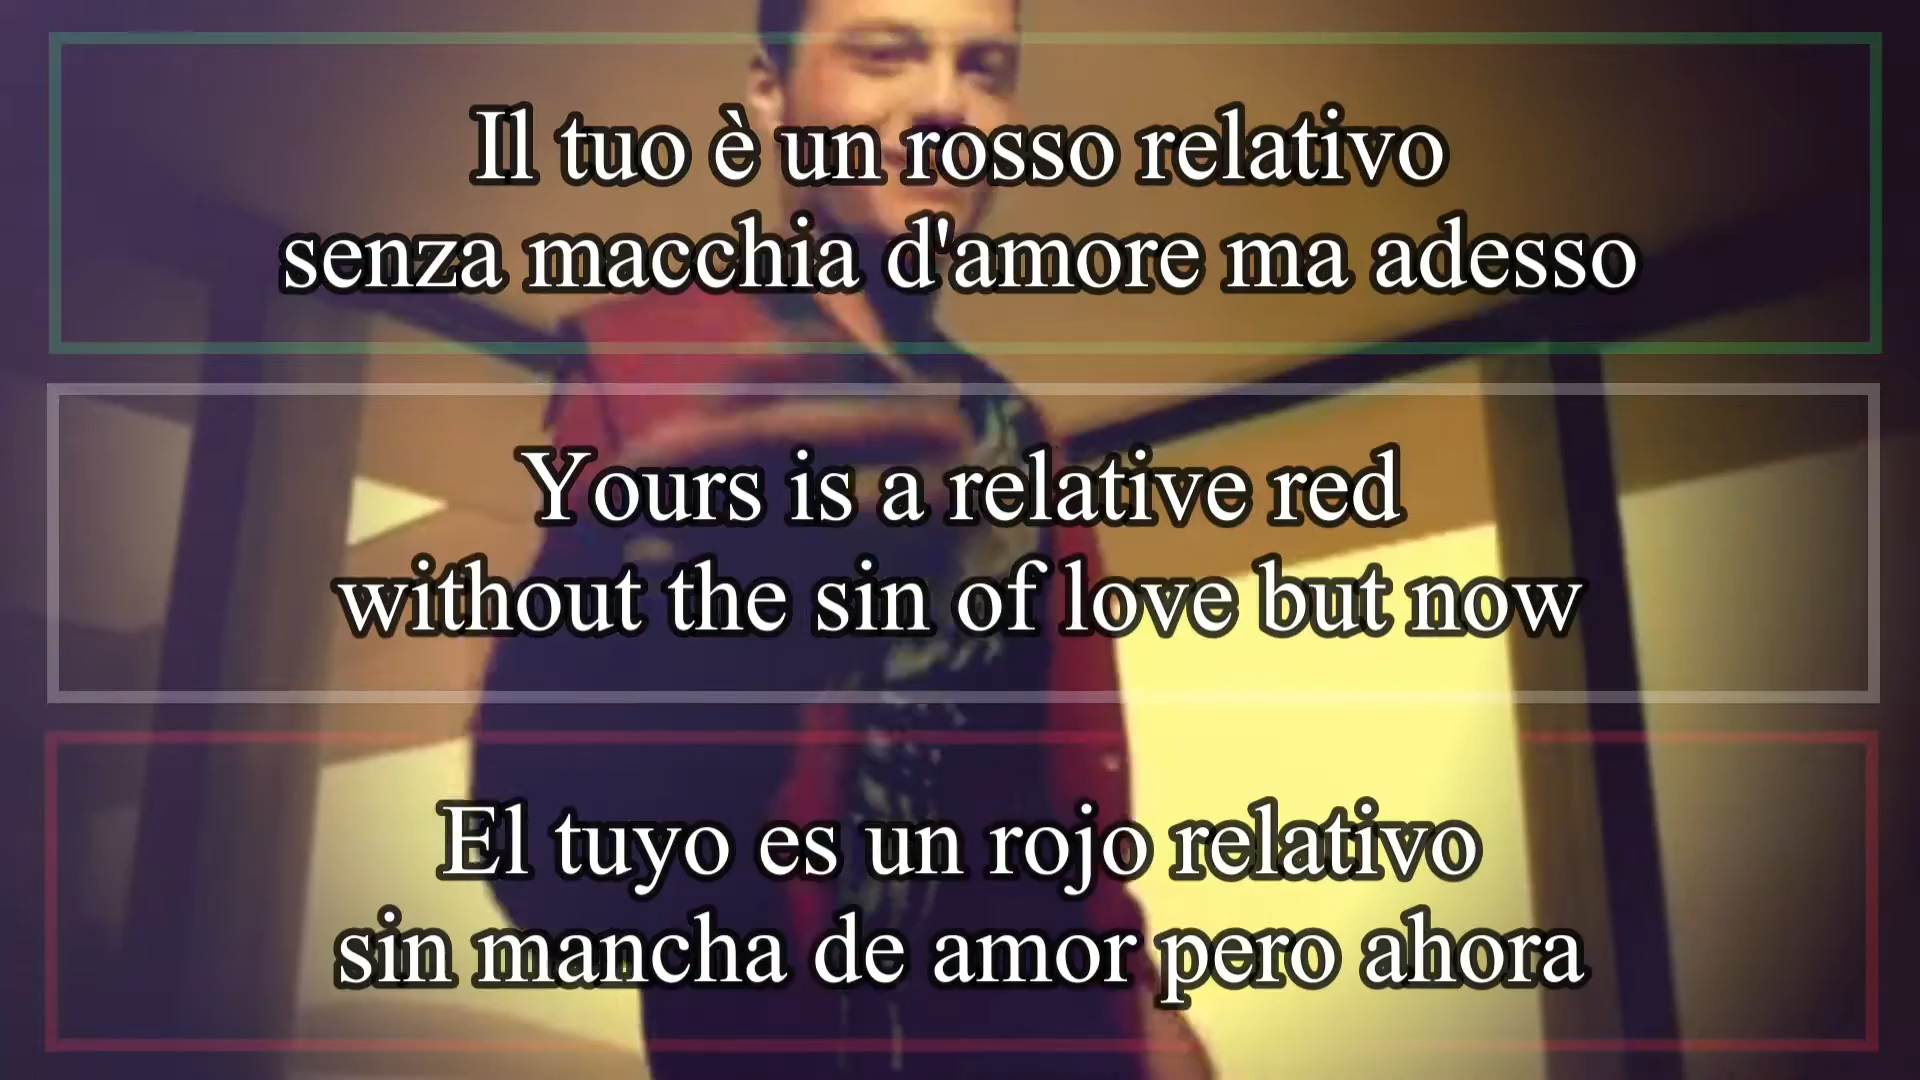 Il tuo è un rosso relativo
senza macchia d'amore ma adesso
Yours is a relative red
without the sin of love but now
El tuyo es un rojo relativo
sin mancha de amor pero ahora